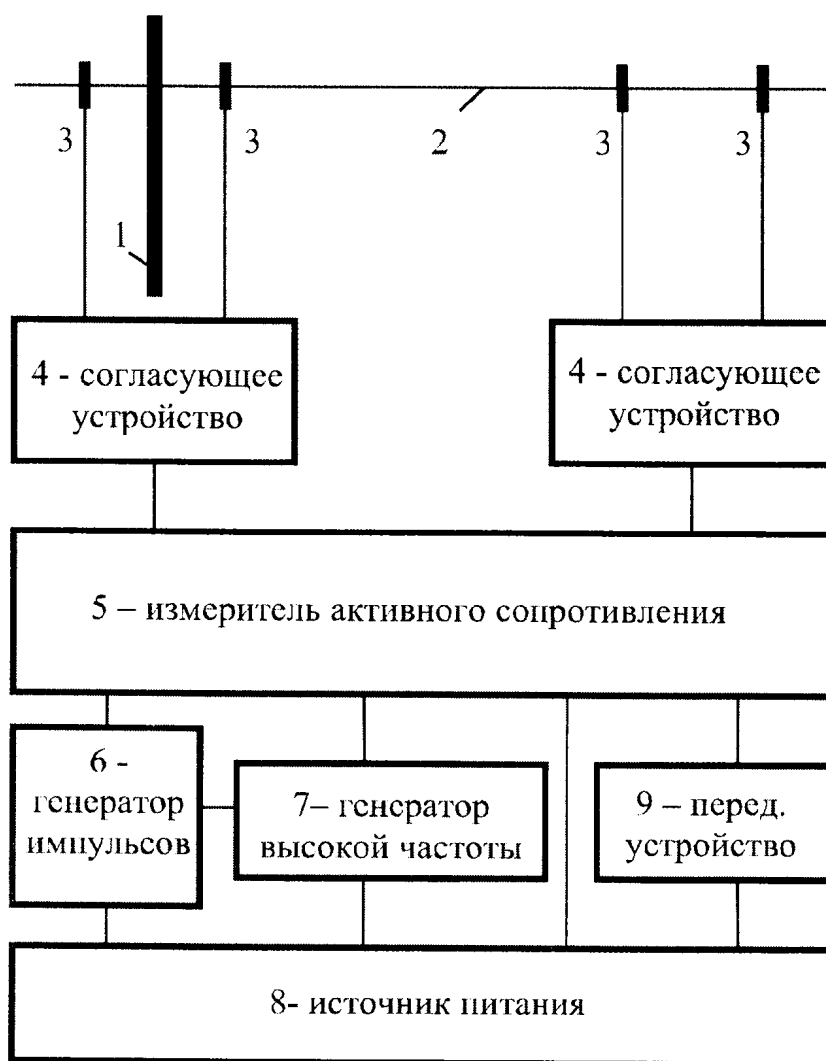 3
3
2
3
3
1
4 - согласующее
устройство
4 - согласующее
устройство
5 – измеритель активного сопротивления
6 -
генератор
импульсов
7– генератор
высокой частоты
9 – перед.
устройство
8- источник питания